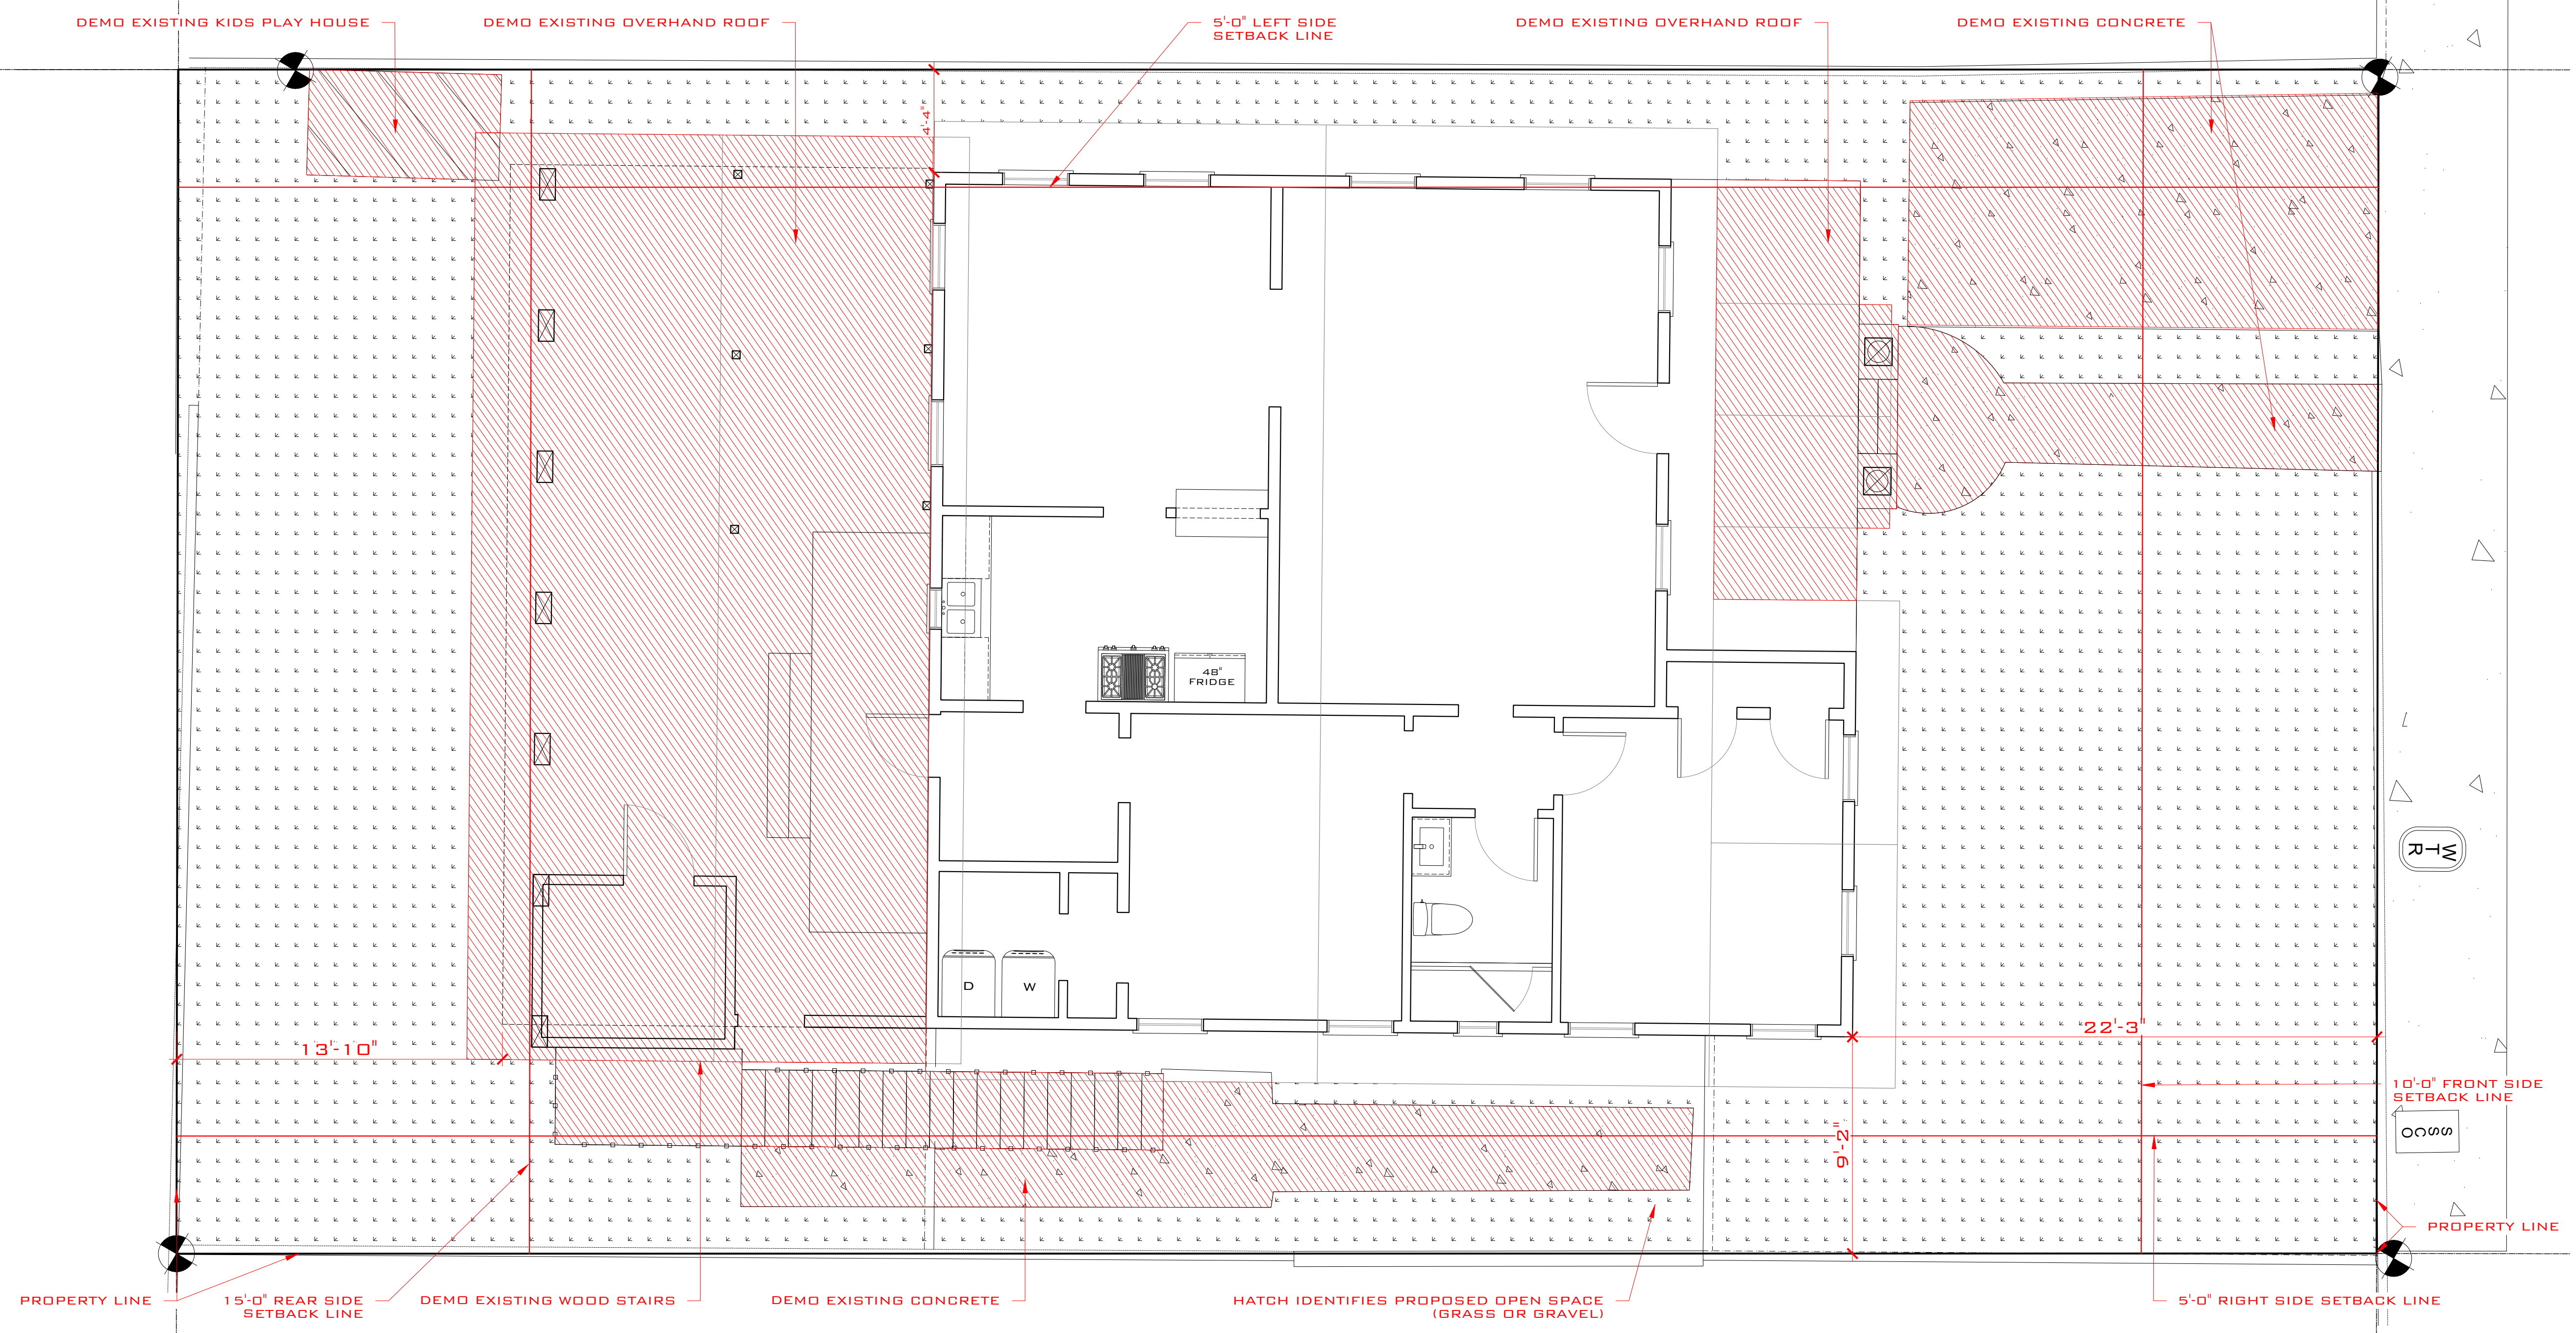 DEMO EXISTING KIDS PLAY HOUSE
DEMO EXISTING OVERHAND ROOF
5'-0" LEFT SIDE
SETBACK LINE
DEMO EXISTING OVERHAND ROOF
DEMO EXISTING CONCRETE
4'-4"
48"
FRIDGE
WTR
D
W
13'-10"
22'-3"
10'-0" FRONT SIDE
SETBACK LINE
9'-2"
SSCO
PROPERTY LINE
PROPERTY LINE
15'-0" REAR SIDE
SETBACK LINE
DEMO EXISTING WOOD STAIRS
DEMO EXISTING CONCRETE
HATCH IDENTIFIES PROPOSED OPEN SPACE
(GRASS OR GRAVEL)
5'-0" RIGHT SIDE SETBACK LINE